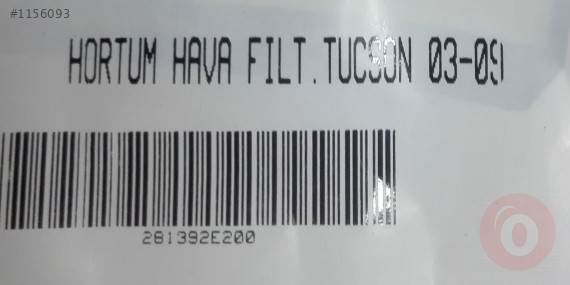 #1156093
HORTUM HAVA FILT.TUCSON 03-09
281392E200